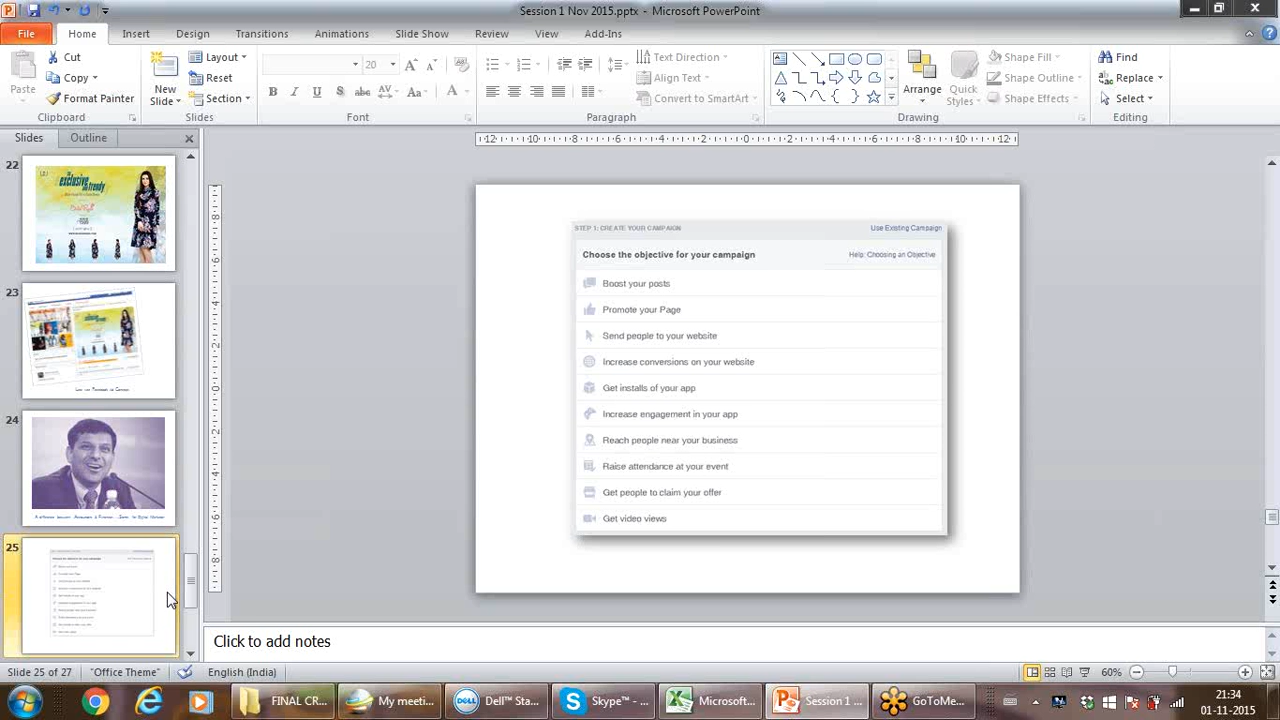 Session 1 Nov 2015.pptx - Microsoft PowerPoint
File Home Insert Design Transitions Animations Slide Show Review View Add-Ins
Paste
Cut
Copy
Format Painter
Clipboard
New Slide
Layout
Reset
Section
Slides
20
Font
Paragraph
Text Direction
Align Text
Convert to SmartArt
Arrange
Quick Styles
Shape Fill
Shape Outline
Shape Effects
Drawing
Find
Replace
Select
Editing
Slides Outline
22
exclusive
trendy
23
24
25
STEP 1: CREATE YOUR CAMPAIGN Use Existing Campaign
Choose the objective for your campaign Help: Choosing an Objective
Boost your posts
Promote your Page
Send people to your website
Increase conversions on your website
Get installs of your app
Increase engagement in your app
Reach people near your business
Raise attendance at your event
Get people to claim your offer
Get video views
Click to add notes
Slide 25 of 27 "Office Theme" English (India) 60%
FINAL CR... My meeti... DELL IT** Sta... Skype™ - ... Microsoft... Session... 21:34
01-11-2015